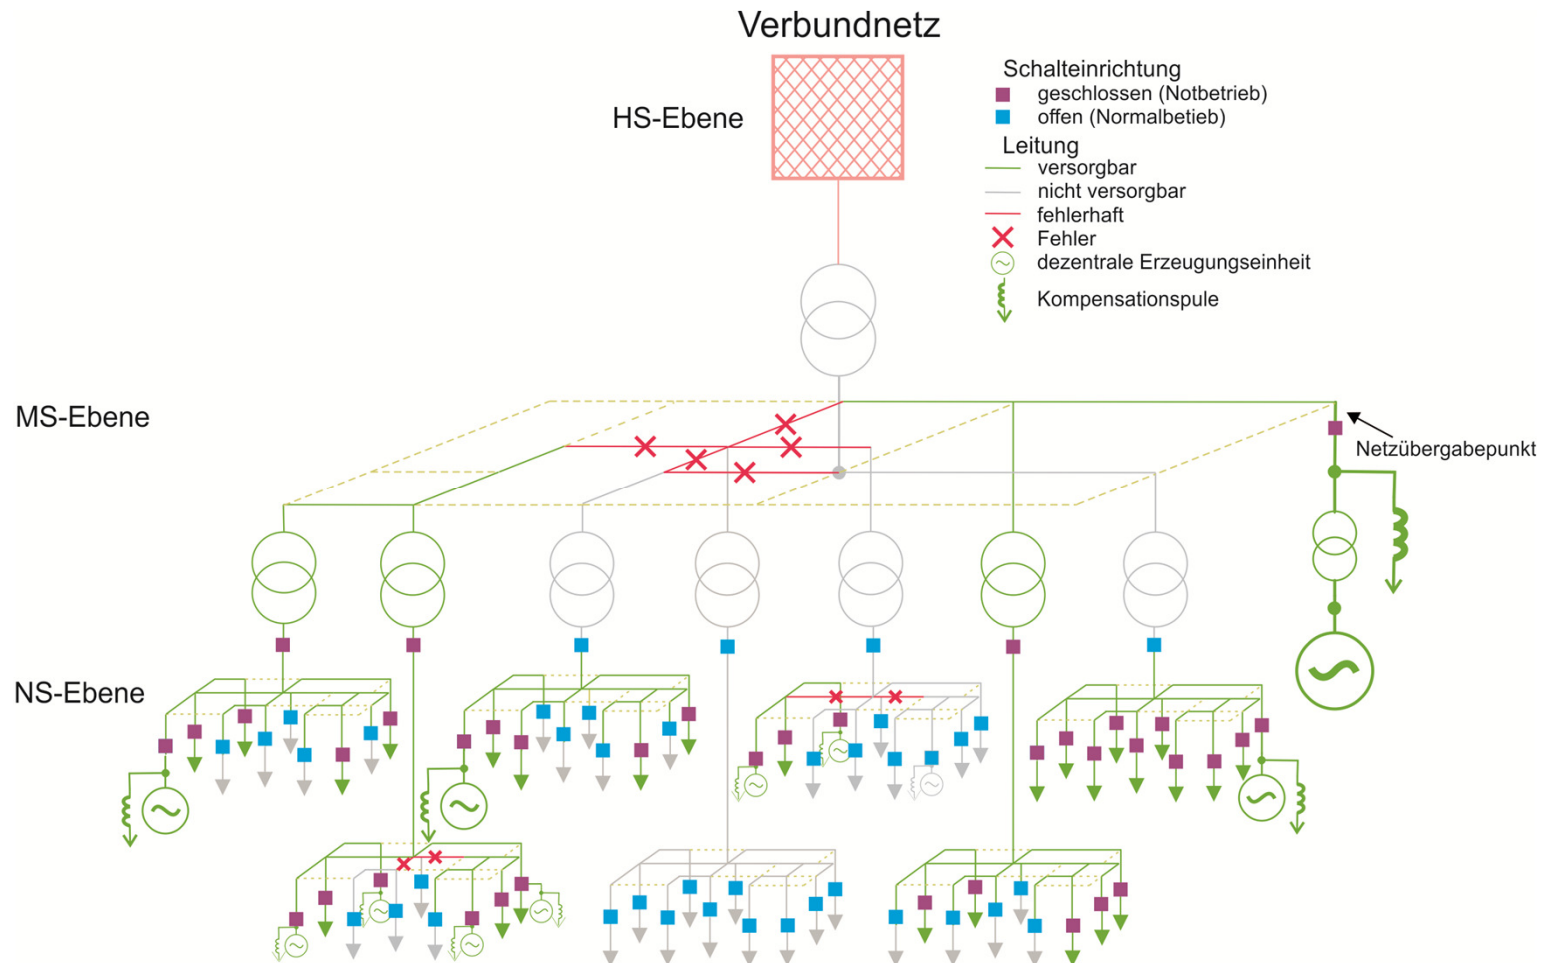 Verbundnetz
HS-Ebene
Schalteinrichtung
geschlossen (Notbetrieb)
offen (Normalbetieb)
Leitung
versorgbar
nicht versorgbar
fehlerhaft
Fehler
dezentrale Erzeugungseinheit
Kompensationspule
MS-Ebene
Netzübergabepunkt
NS-Ebene